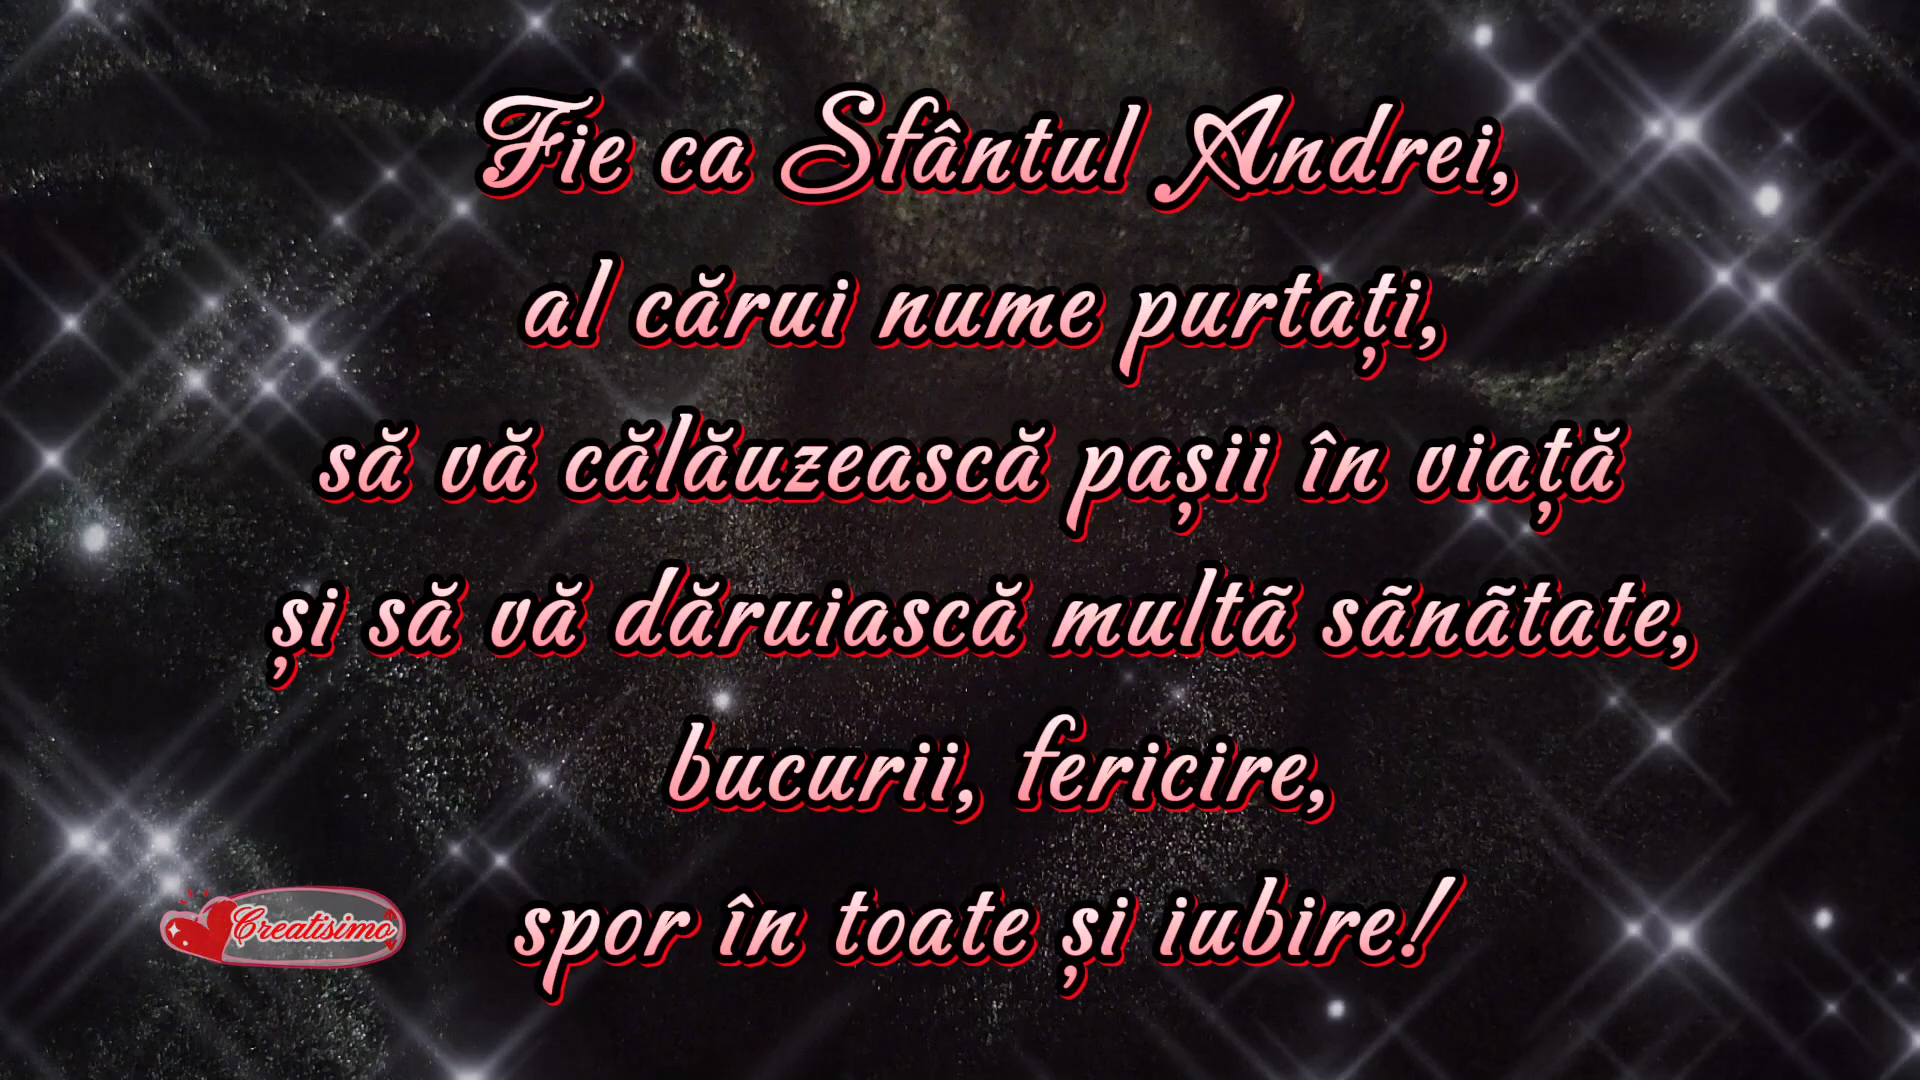 Fie ca Sfântul Andrei,
al cărui nume purtați,
să vă călăuzească pașii în viață
și să vă dăruiască multã sãnãtate,
bucurii, fericire,
spor în toate și iubire!
Creatisimo